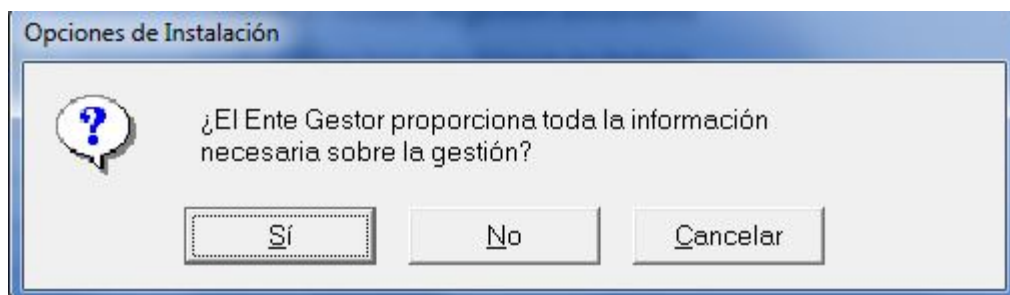 Opciones de Instalación
¿El Ente Gestor proporciona toda la información
necesaria sobre la gestión?
Sí
No
Cancelar